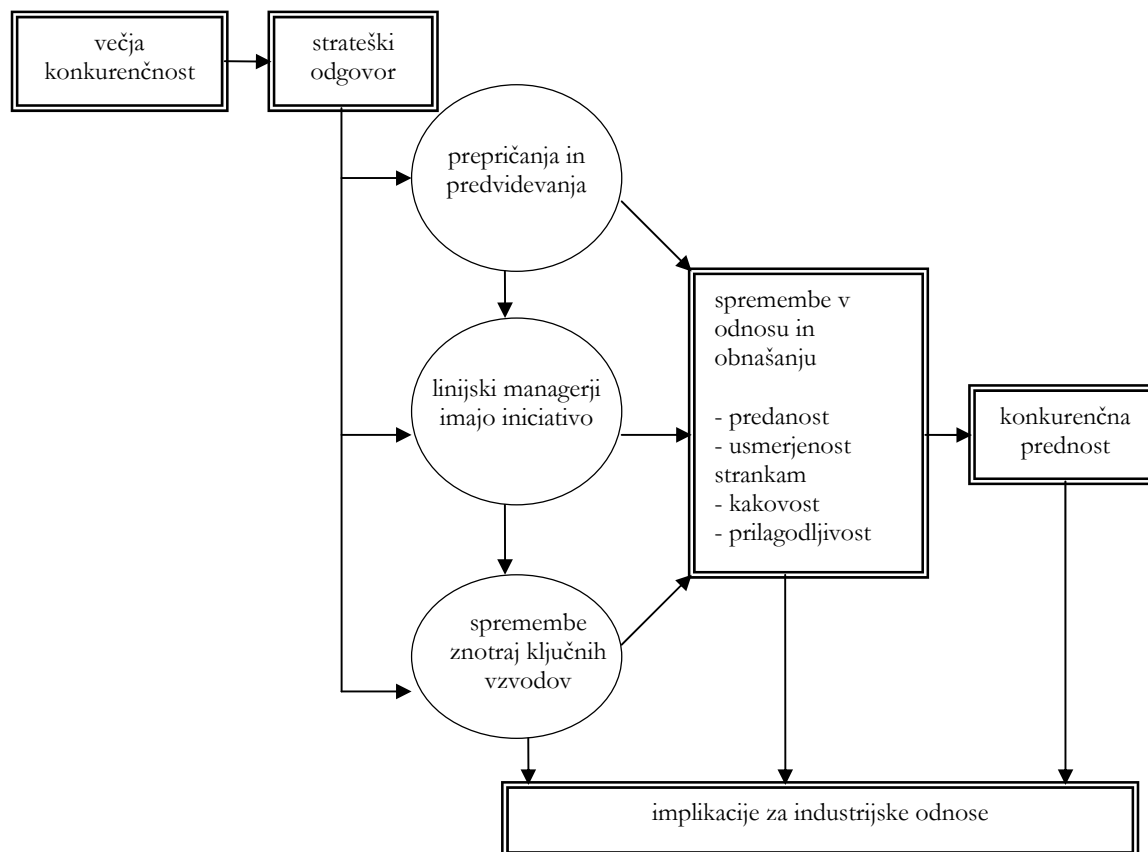 večja
konkurenčnost
strateški
odgovor
prepričanja in
predvidevanja
linijski managerji
imajo iniciativo
spremembe
znotraj ključnih
vzvodov
spremembe v
odnosu in
obnašanju
- predanost
- usmerjenost
strankam
- kakovost
- prilagodljivost
konkurenčna
prednost
implikacije za industrijske odnose